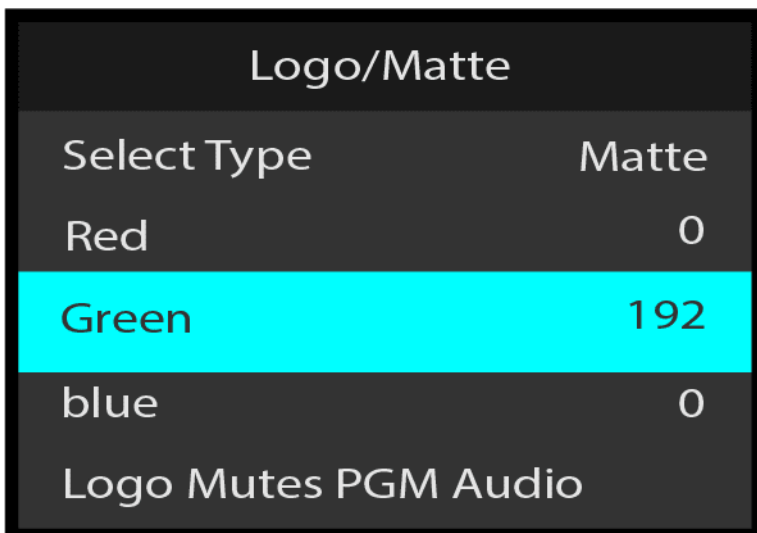 Logo/Matte
Select Type Matte
Red 0
Green 192
blue 0
Logo Mutes PGM Audio